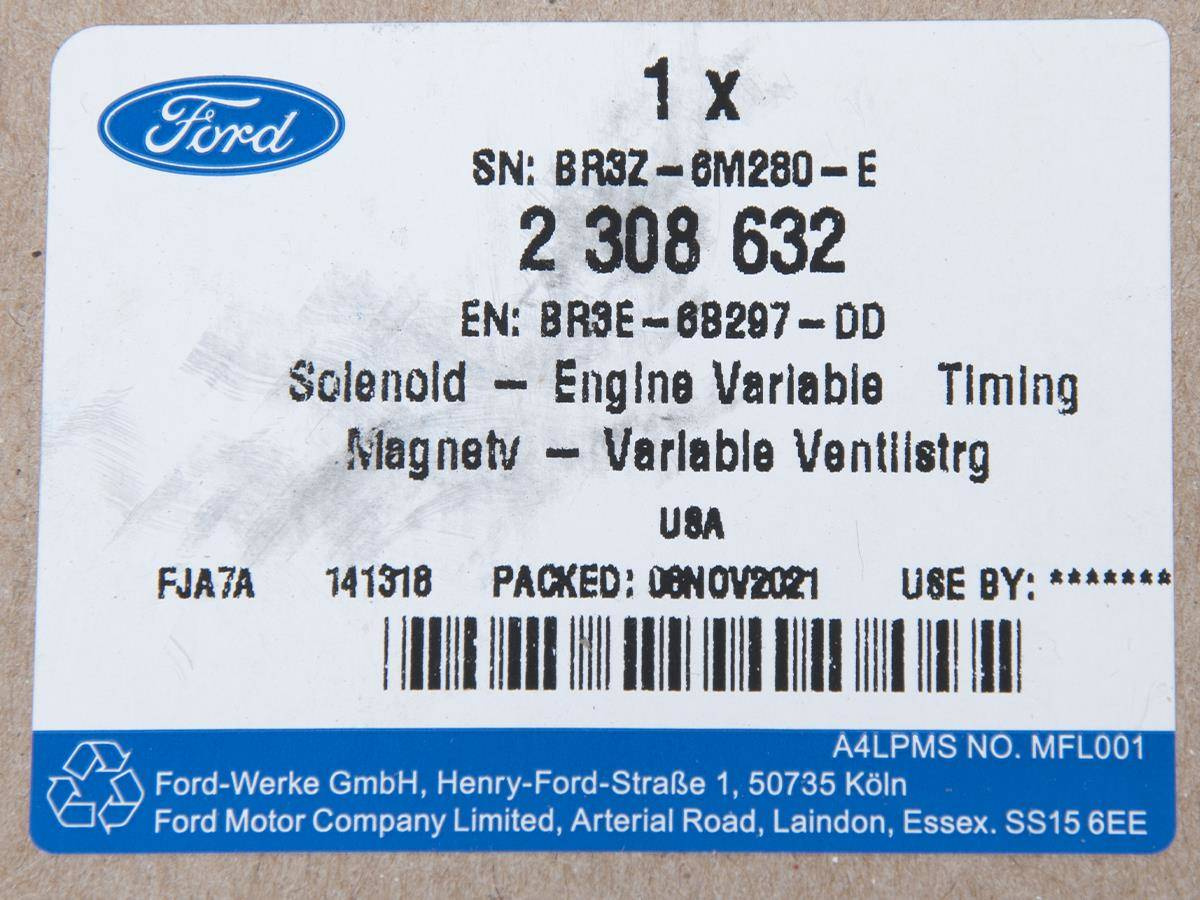 Ford
1 x
SN: BR3Z-6M280-E
2 308 632
EN: BR3E-6B297-DD
Solenoid - Engine Variable Timing
Magnetv - Variable Ventilstrg
USA
FJA7A 141318 PACKED: 06NOV2021 USE BY: *******
A4LPMS NO. MFL001
Ford-Werke GmbH, Henry-Ford-Straße 1, 50735 Köln
Ford Motor Company Limited, Arterial Road, Laindon, Essex. SS15 6EE